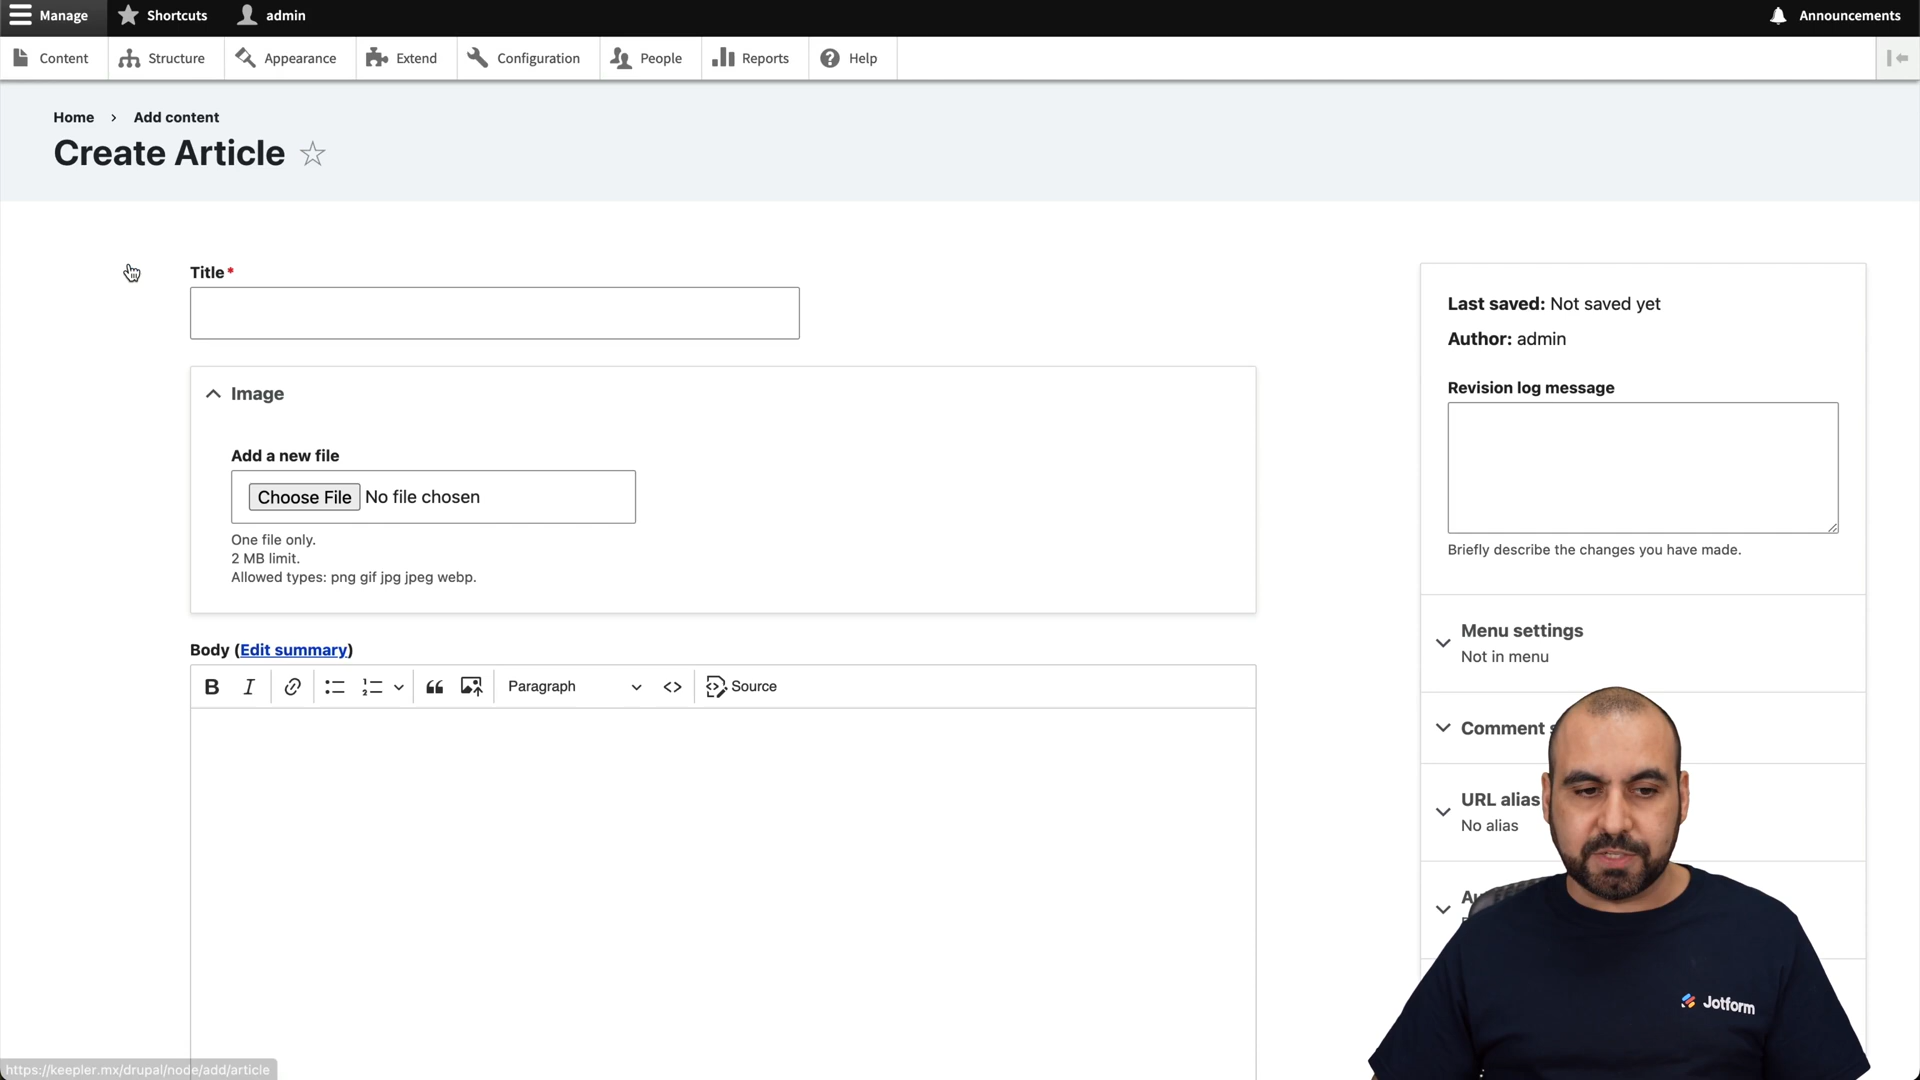 Manage
Shortcuts
admin
Announcements
Content
Structure
Appearance
Extend
Configuration
People
Reports
Help
Home › Add content
Create Article
Title*
Image
Add a new file
Choose File No file chosen
One file only.
2 MB limit.
Allowed types: png gif jpg jpeg webp.
Body (Edit summary)
B I
Paragraph
Source
Last saved: Not saved yet
Author: admin
Revision log message
Briefly describe the changes you have made.
Menu settings
Not in menu
Comment
URL alias
No alias
Jotform
https://keepler.mx/drupal/node/add/article